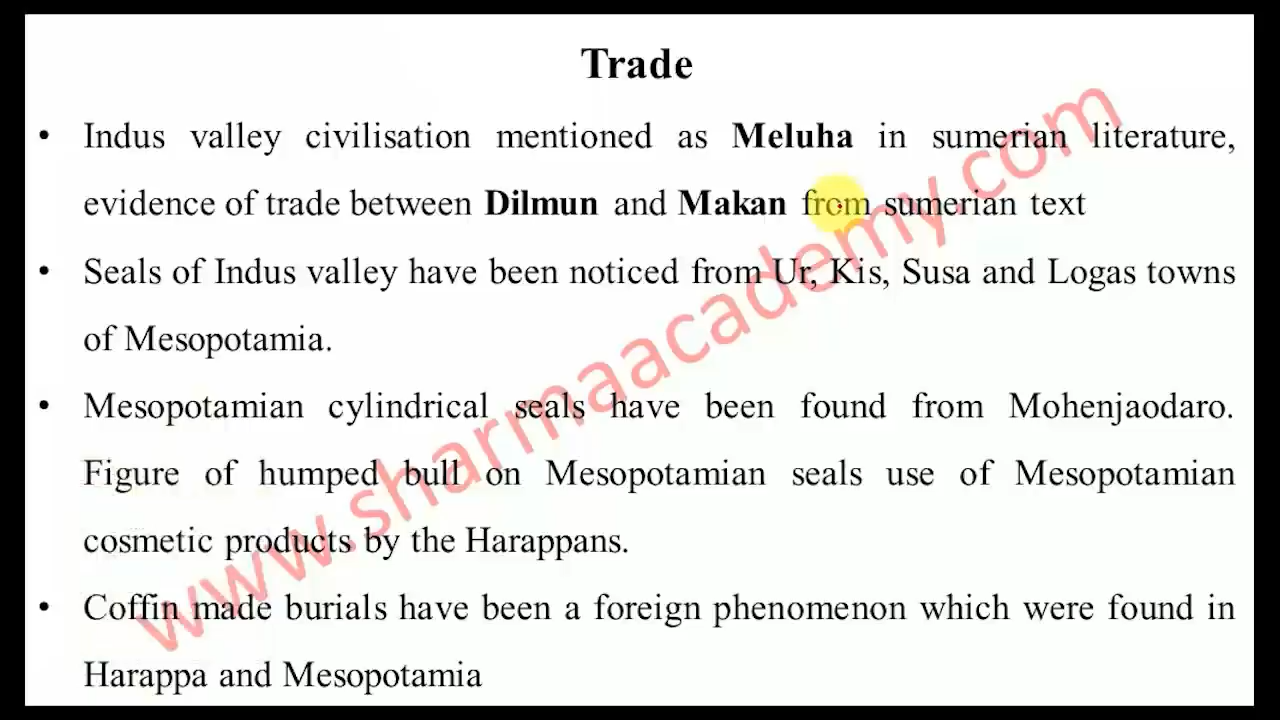 Trade
• Indus valley civilisation mentioned as Meluha in sumerian literature,
evidence of trade between Dilmun and Makan from sumerian text
• Seals of Indus valley have been noticed from Ur, Kis, Susa and Logas towns
of Mesopotamia.
• Mesopotamian cylindrical seals have been found from Mohenjaodaro.
Figure of humped bull on Mesopotamian seals use of Mesopotamian
cosmetic products by the Harappans.
• Coffin made burials have been a foreign phenomenon which were found in
Harappa and Mesopotamia
www.sharmaacademy.com